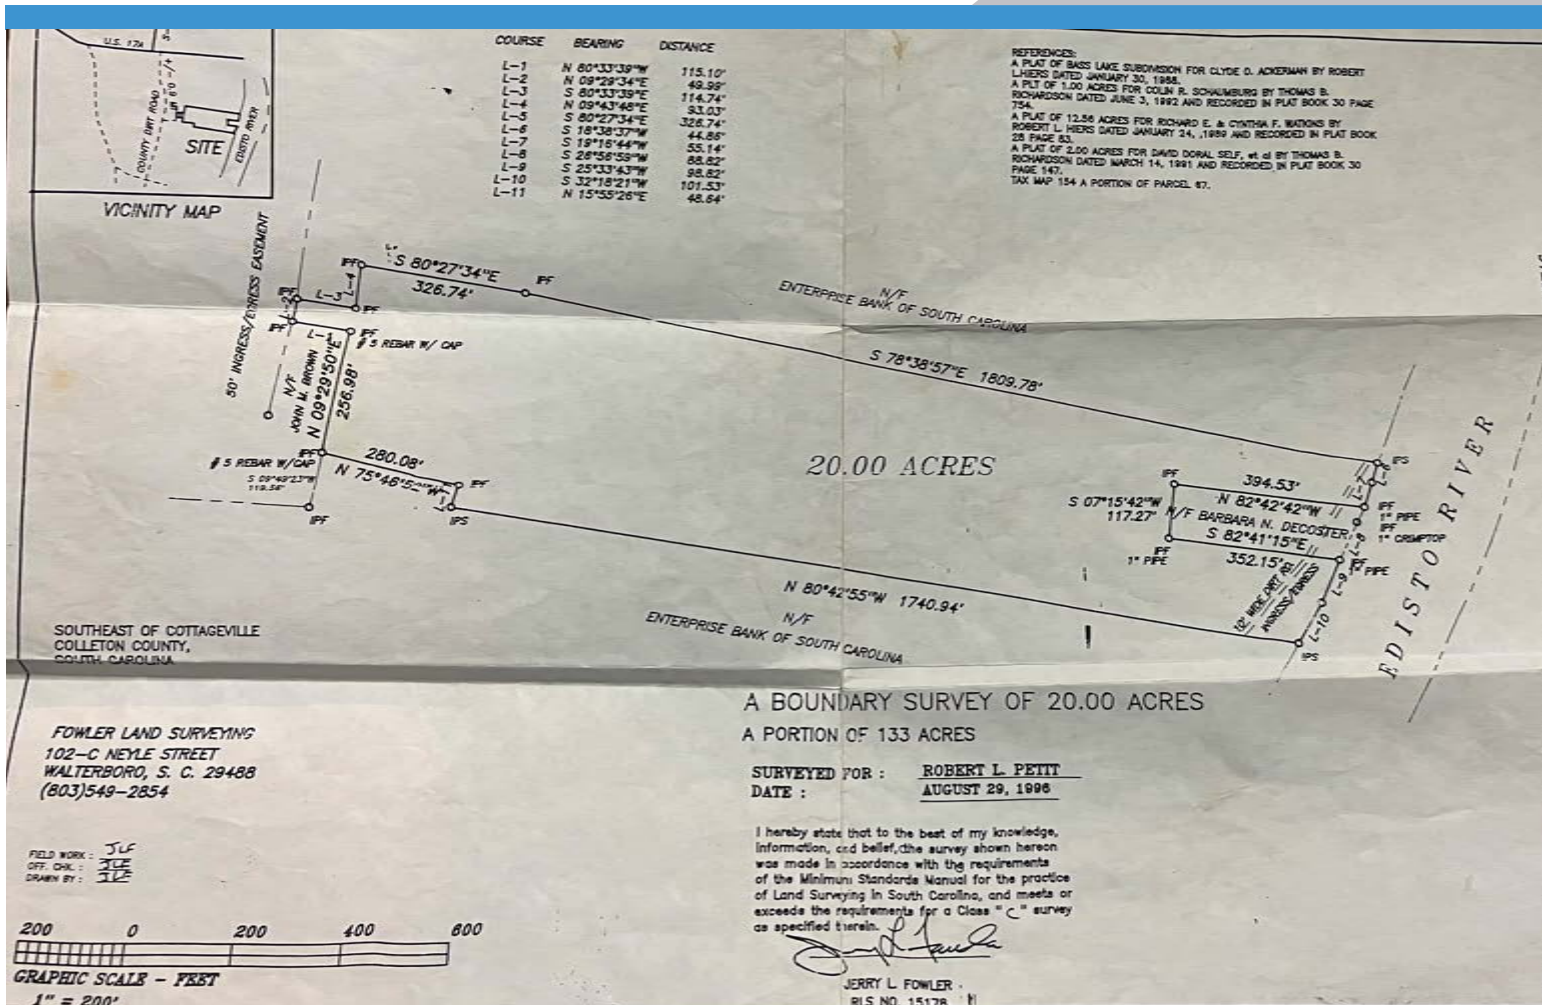 U.S. 17A
COUNTY DIRT ROAD
SITE
EDISTO RIVER
VICINITY MAP
COURSE BEARING DISTANCE
L-1 N 80°33'39"W 115.10'
L-2 N 09°29'34"E 49.99'
L-3 S 80°33'39"E 114.74'
L-4 N 09°43'48"E 93.03'
L-5 S 80°27'34"E 326.74'
L-6 S 18°38'37"W 44.86'
L-7 S 19°16'44"W 55.14'
L-8 S 26°56'59"W 88.82'
L-9 S 25°33'43"W 98.82'
L-10 S 32°18'21"W 101.53'
L-11 N 15°55'26"E 48.64'
REFERENCES:
A PLAT OF BASS LAKE SUBDIVISION FOR CLYDE D. ACKERMAN BY ROBERT
L.HIERS DATED JANUARY 30, 1988.
A PLT OF 1.00 ACRES FOR COLIN R. SCHAUMBURG BY THOMAS B.
RICHARDSON DATED JUNE 3, 1992 AND RECORDED IN PLAT BOOK 30 PAGE
754.
A PLAT OF 12.56 ACRES FOR RICHARD E. & CYNTHIA F. WATKINS BY
ROBERT L. HIERS DATED JANUARY 24, ,1989 AND RECORDED IN PLAT BOOK
28 PAGE 83.
A PLAT OF 2.00 ACRES FOR DAVID DORAL SELF, et al BY THOMAS B.
RICHARDSON DATED MARCH 14, 1991 AND RECORDED IN PLAT BOOK 30
PAGE 147.
TAX MAP 154 A PORTION OF PARCEL 87.
50' INGRESS/EGRESS EASEMENT
IPF
L-2
L-3
L-4
IPF
S 80°27'34"E
326.74'
IPF
IPF
L-1
IPF
# 5 REBAR W/ CAP
N/F
JOHN M. BROWN
N 09°29'50"E
256.98'
N/F
ENTERPRISE BANK OF SOUTH CAROLINA
S 78°38'57"E 1809.78'
IPF
# 5 REBAR W/CAP
S 09°49'23"W
280.08'
N 75°46'5
IPF
IPS
IPF
20.00 ACRES
IPS
L-6
L-7
IPF
394.53'
N 82°42'42"W
IPF
1" PIPE
IPF
1" CRIMPTOP
S 07°15'42"W
117.27'
N/F BARBARA N. DECOSTER
S 82°41'15"E
352.15'
IPF
1" PIPE
L-8
IPF
PIPE
L-9
10' WIDE DIRT RD.
INGRESS/EGRESS
L-10
IPS
EDISTO RIVER
N 80°42'55"W 1740.94'
N/F
ENTERPRISE BANK OF SOUTH CAROLINA
SOUTHEAST OF COTTAGEVILLE
COLLETON COUNTY,
SOUTH CAROLINA
A BOUNDARY SURVEY OF 20.00 ACRES
A PORTION OF 133 ACRES
SURVEYED FOR : ROBERT L. PETIT
DATE : AUGUST 29, 1996
FOWLER LAND SURVEYING
102-C NEYLE STREET
WALTERBORO, S. C. 29488
(803)549-2854
I hereby state that to the best of my knowledge,
information, and belief,the survey shown hereon
was made in accordance with the requirements
of the Minimum Standards Manual for the practice
of Land Surveying in South Carolina, and meets or
exceeds the requirements for a Class " C " survey
as specified therein.
FIELD WORK : JLF
OFF. CHK. : JLF
DRAWN BY : JLF
200 0 200 400 600
GRAPHIC SCALE - FEET
1" = 200'
JERRY L. FOWLER
RLS NO. 15178